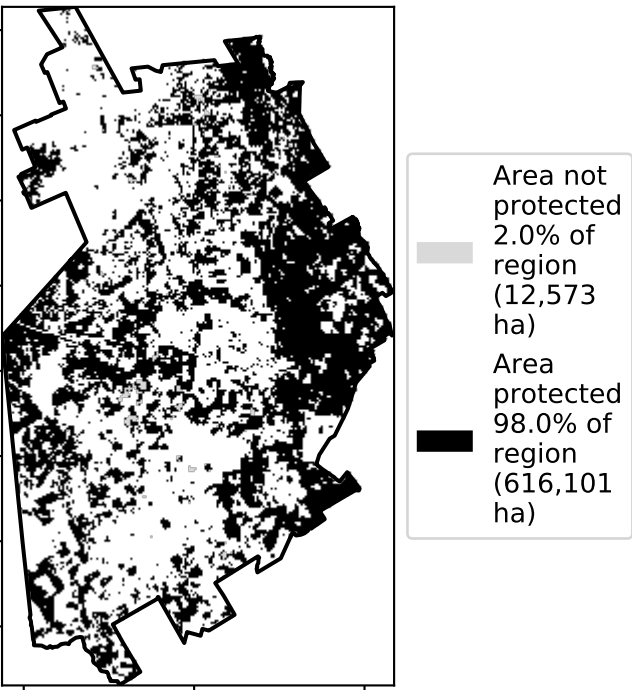 Area not
protected
2.0% of
region
(12,573
ha)
Area
protected
98.0% of
region
(616,101
ha)